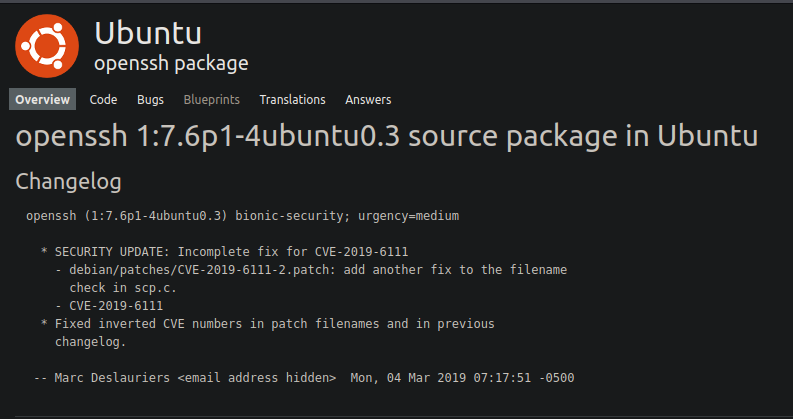 Ubuntu
openssh package
Overview Code Bugs Blueprints Translations Answers
openssh 1:7.6p1-4ubuntu0.3 source package in Ubuntu
Changelog
openssh (1:7.6p1-4ubuntu0.3) bionic-security; urgency=medium
* SECURITY UPDATE: Incomplete fix for CVE-2019-6111
- debian/patches/CVE-2019-6111-2.patch: add another fix to the filename
check in scp.c.
- CVE-2019-6111
* Fixed inverted CVE numbers in patch filenames and in previous
changelog.
-- Marc Deslauriers <email address hidden>  Mon, 04 Mar 2019 07:17:51 -0500